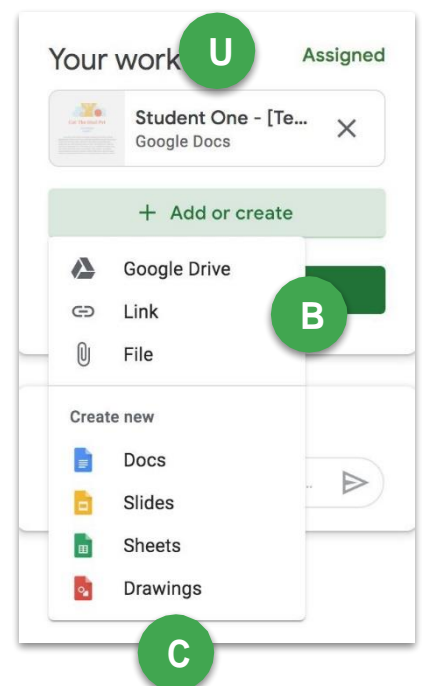 Your work
U
Assigned
Student One - [Te...
Google Docs
+ Add or create
Google Drive
Link
B
File
Create new
Docs
Slides
Sheets
Drawings
C